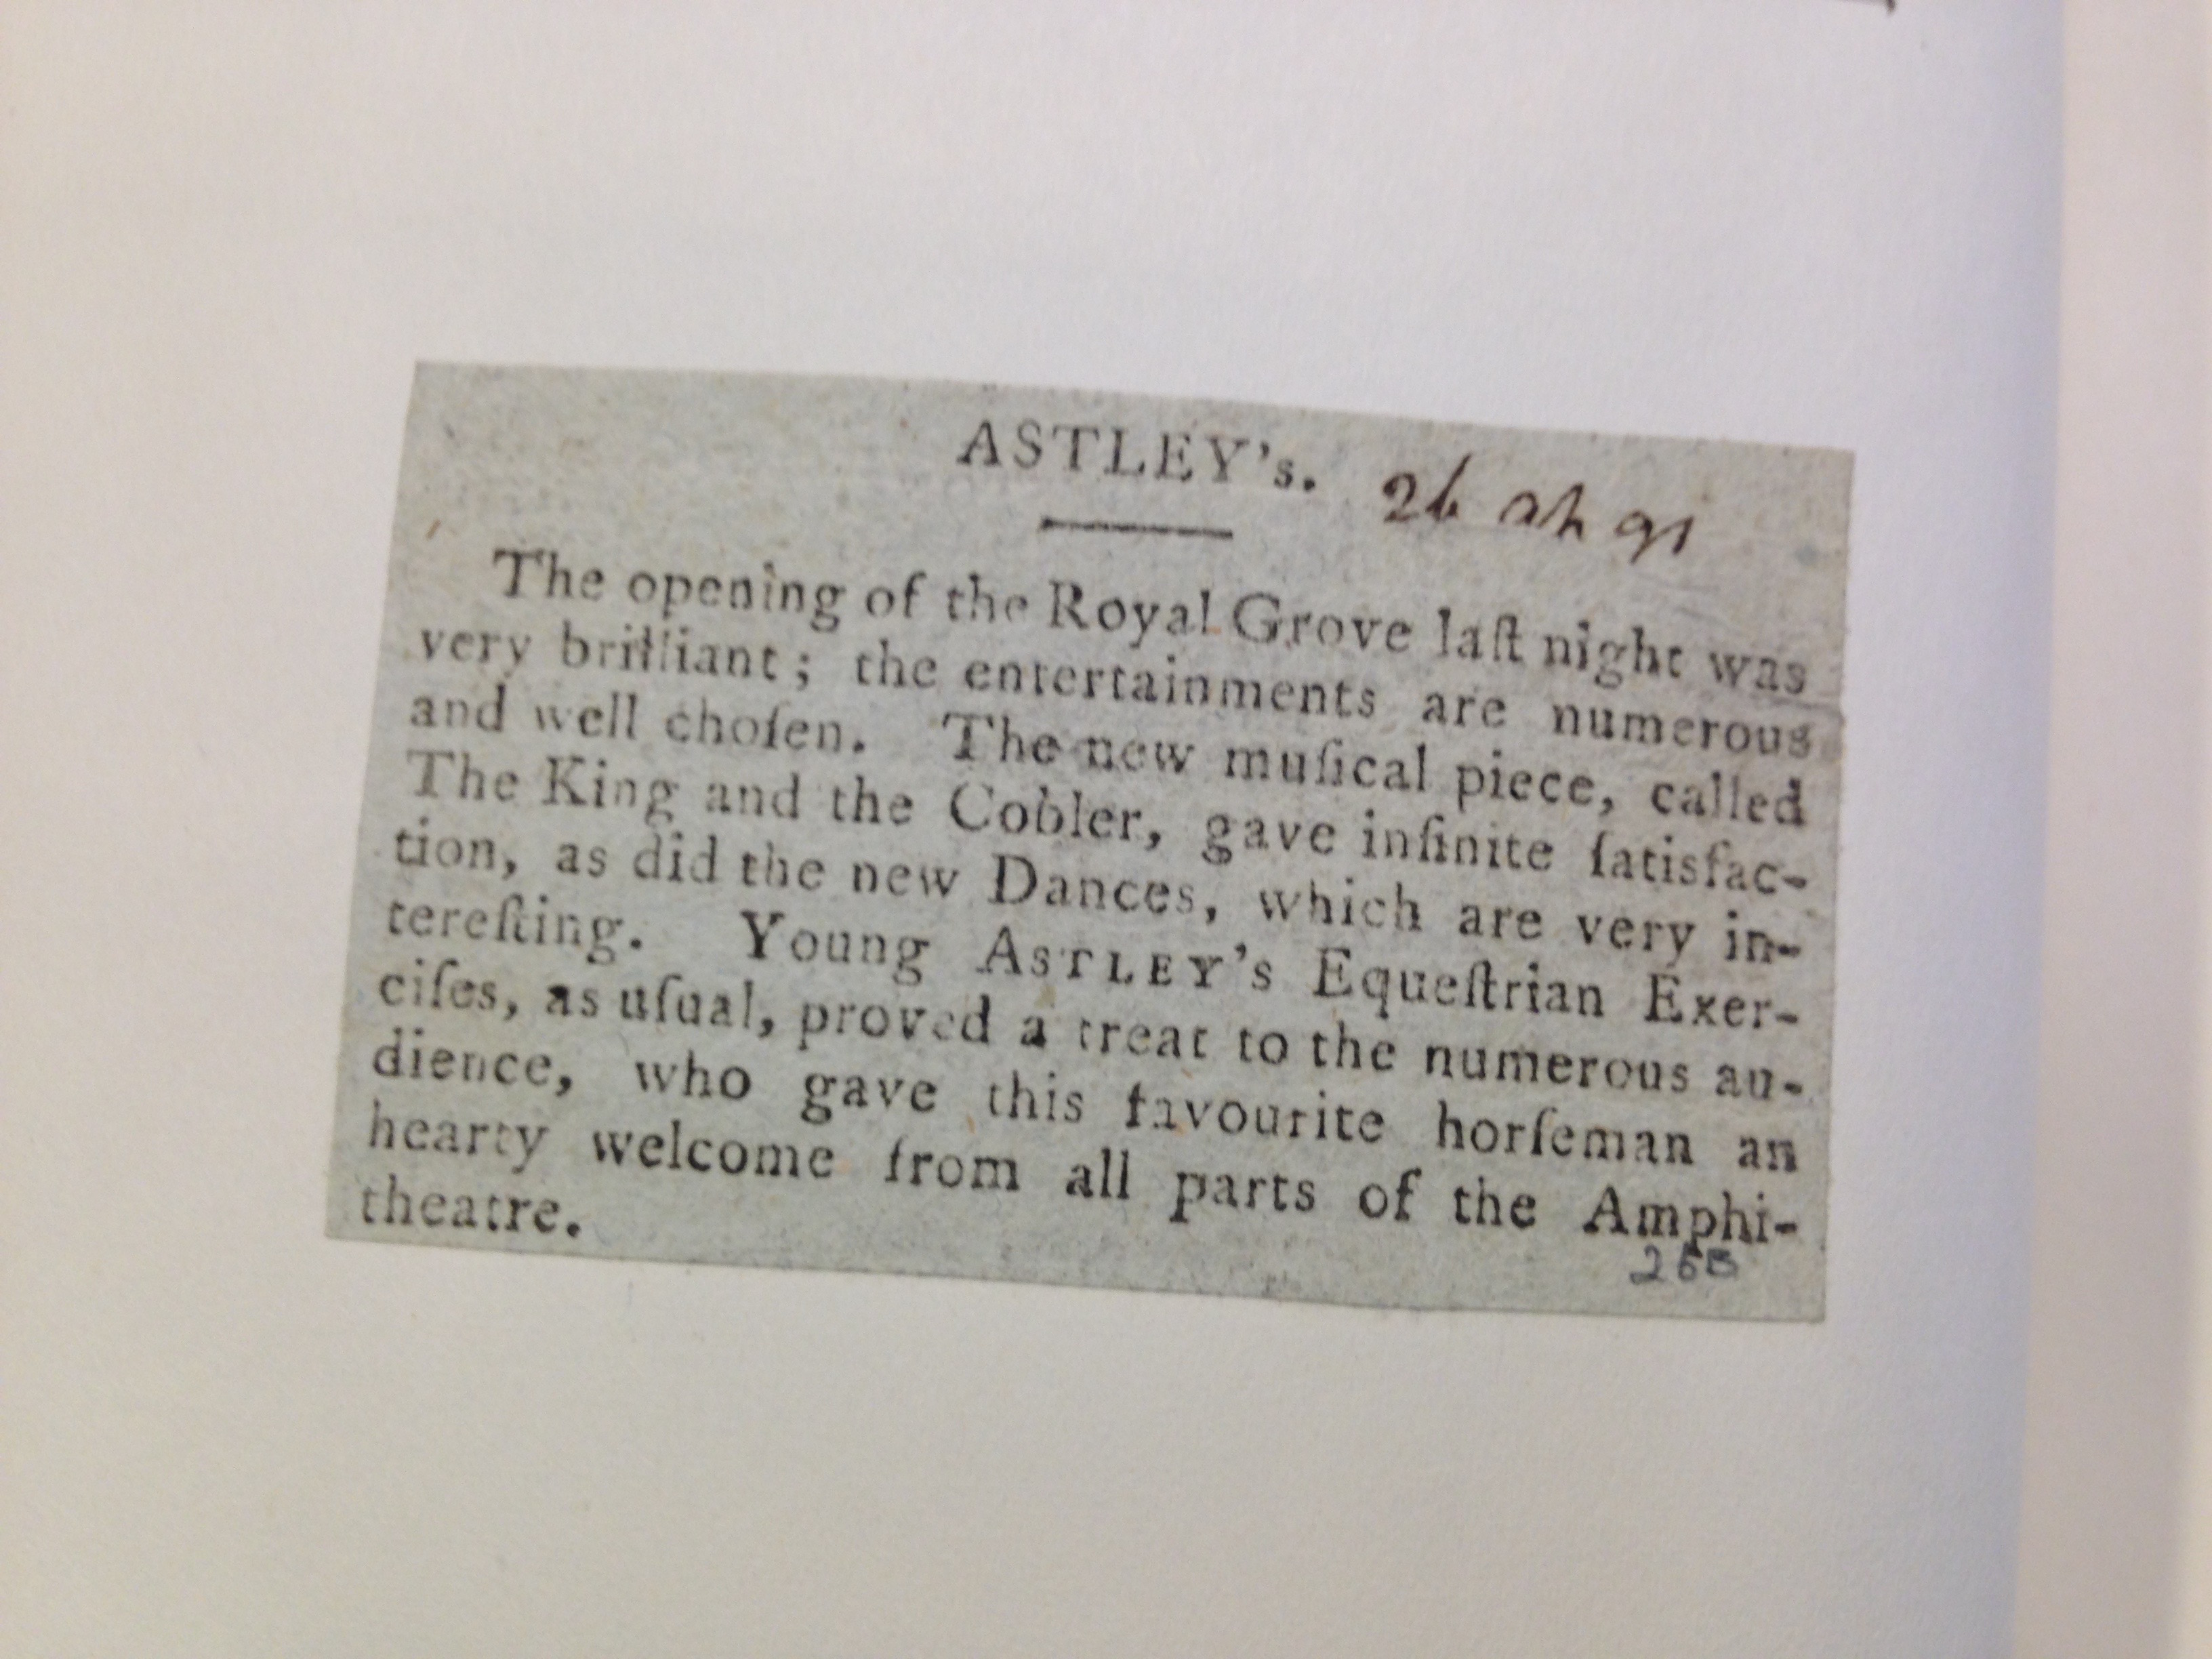 ASTLEY's.
26 ap 91
The opening of the Royal Grove laſt night was
very brilliant; the entertainments are numerous
and well choſen. The new muſical piece, called
The King and the Cobler, gave infinite ſatisfac-
tion, as did the new Dances, which are very in-
tereſting. Young ASTLEY's Equeſtrian Exer-
ciſes, as uſual, proved a treat to the numerous au-
dience, who gave this favourite horſeman an
hearty welcome from all parts of the Amphi-
theatre.